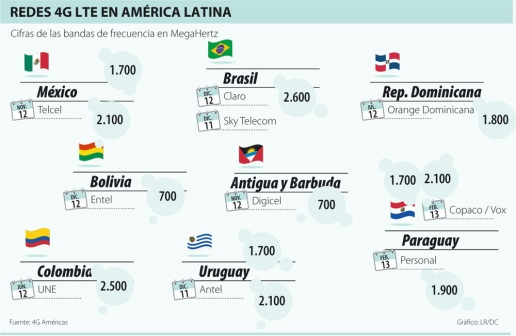 REDES 4G LTE EN AMÉRICA LATINA
Cifras de las bandas de frecuencia en MegaHertz
México
1.700
NOV. 12
Telcel
2.100
Brasil
DIC. 12
Claro
2.600
DIC. 11
Sky Telecom
Rep. Dominicana
JUL. 12
Orange Dominicana
1.800
Bolivia
DIC. 12
Entel
700
Antigua y Barbuda
NOV. 12
Digicel
700
1.700
2.100
FEB. 13
Copaco / Vox
Paraguay
FEB. 13
Personal
1.900
Colombia
JUN. 12
UNE
2.500
Uruguay
1.700
DIC. 11
Antel
2.100
Fuente: 4G Américas
Gráfico: LR/DC